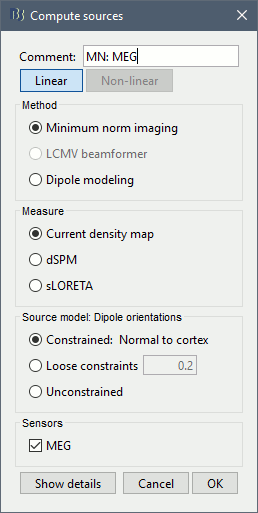 Compute sources
Comment: MN: MEG
Linear Non-linear
Method
Minimum norm imaging
LCMV beamformer
Dipole modeling
Measure
Current density map
dSPM
sLORETA
Source model: Dipole orientations
Constrained: Normal to cortex
Loose constraints 0.2
Unconstrained
Sensors
MEG
Show details Cancel OK